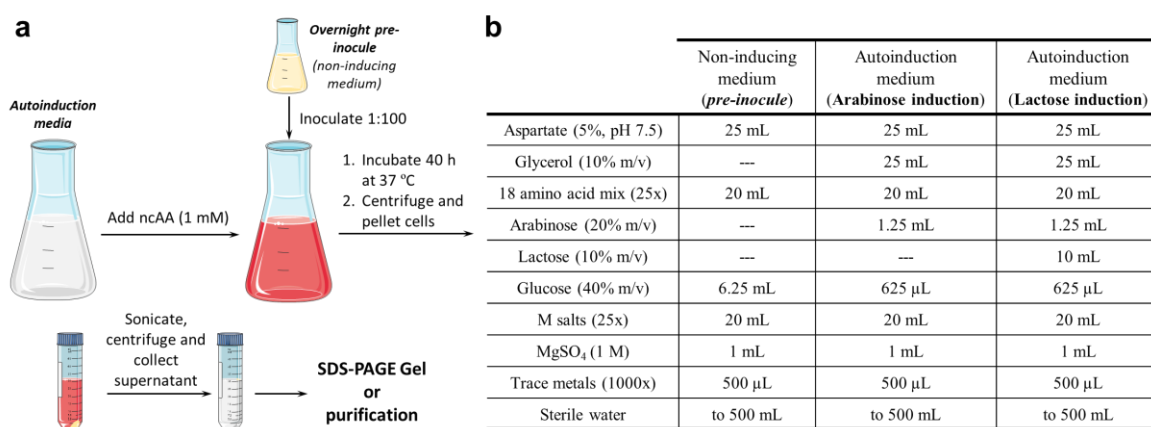 a
Overnight pre-
inocule
(non-inducing
medium)
Autoinduction
media
Inoculate 1:100
Add ncAA (1 mM)
1. Incubate 40 h
at 37 ºC
2. Centrifuge and
pellet cells
Sonicate,
centrifuge and
collect
supernatant
SDS-PAGE Gel
or
purification
b
Non-inducing
medium
(pre-inocule)
Autoinduction
medium
(Arabinose induction)
Autoinduction
medium
(Lactose induction)
Aspartate (5%, pH 7.5) 25 mL 25 mL 25 mL
Glycerol (10% m/v) --- 25 mL 25 mL
18 amino acid mix (25x) 20 mL 20 mL 20 mL
Arabinose (20% m/v) --- 1.25 mL 1.25 mL
Lactose (10% m/v) --- --- 10 mL
Glucose (40% m/v) 6.25 mL 625 µL 625 µL
M salts (25x) 20 mL 20 mL 20 mL
MgSO₄ (1 M) 1 mL 1 mL 1 mL
Trace metals (1000x) 500 µL 500 µL 500 µL
Sterile water to 500 mL to 500 mL to 500 mL